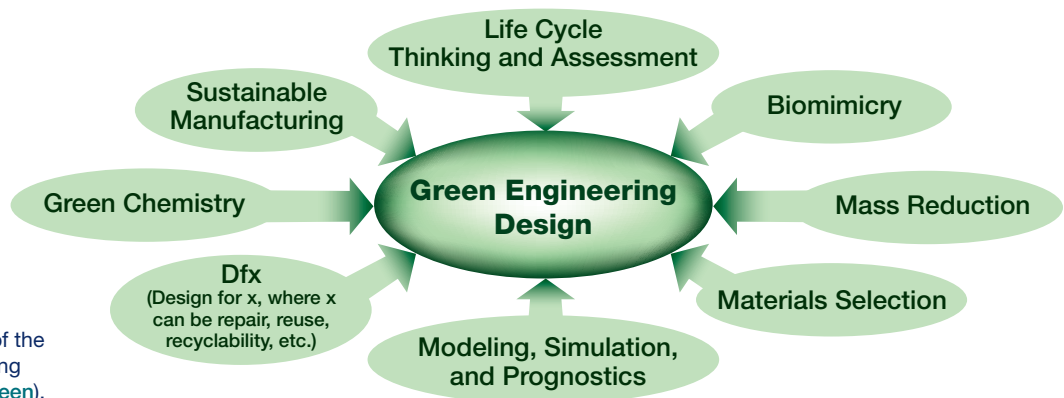 Life Cycle
Thinking and Assessment
Sustainable
Manufacturing
Biomimicry
Green Chemistry
Green Engineering
Design
Mass Reduction
Dfx
(Design for x, where x
can be repair, reuse,
recyclability, etc.)
Materials Selection
Modeling, Simulation,
and Prognostics
of the
ng
een).